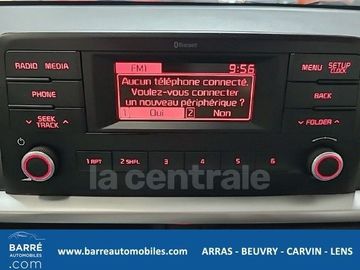 Bluetooth
FM1 9:56
RADIO MEDIA
MENU SETUP
CLOCK
Aucun téléphone connecté.
Voulez-vous connecter
un nouveau périphérique ?
1 Oui 2 Non
PHONE
BACK
SEEK
TRACK
FOLDER
1 RPT 2 SHFL 3 4 5 6
la centrale
BARRÉ
AUTOMOBILES
www.barreautomobiles.com
ARRAS - BEUVRY - CARVIN - LENS